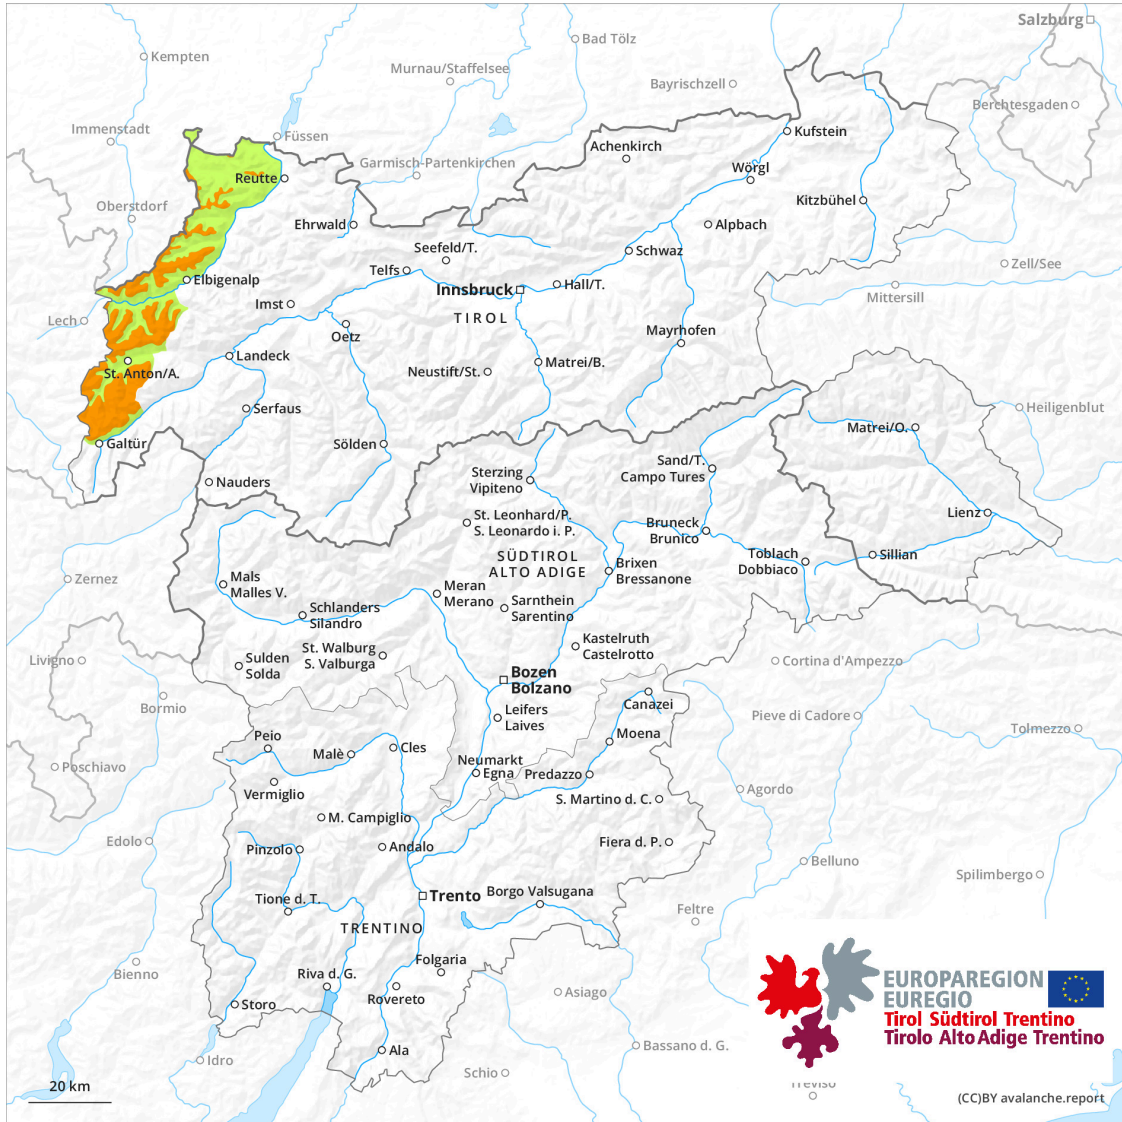 Salzburg
Bad Tölz
Kempten
Murnau/Staffelsee
Bayrischzell
Berchtesgaden
Immenstadt
Füssen
Kufstein
Achenkirch
Garmisch-Partenkirchen
Wörgl
Reutte
Kitzbühel
Oberstdorf
Ehrwald
Alpbach
Seefeld/T.
Schwaz
Zell/See
Telfs
Elbigenalp
Hall/T.
Innsbruck
Mittersill
Imst
Lech
TIROL
Mayrhofen
Oetz
Landeck
Matrei/B.
St. Anton/A.
Neustift/St.
Serfaus
Heiligenblut
Matrei/O.
Galtür
Sölden
Sand/T.
Campo Tures
Sterzing
Vipiteno
Nauders
Lienz
St. Leonhard/P.
S. Leonardo i. P.
Bruneck
Brunico
SÜDTIROL
ALTO ADIGE
Toblach
Dobbiaco
Sillian
Brixen
Bressanone
Zernez
Mals
Malles V.
Meran
Merano
Sarnthein
Sarentino
Schlanders
Silandro
Kastelruth
Castelrotto
St. Walburg
S. Valburga
Livigno
Sulden
Solda
Cortina d'Ampezzo
Bozen
Bolzano
Bormio
Canazei
Leifers
Laives
Pieve di Cadore
Tolmezzo
Moena
Peio
Malè
Cles
Poschiavo
Neumarkt
Egna
Predazzo
Vermiglio
Agordo
S. Martino d. C.
M. Campiglio
Edolo
Pinzolo
Andalo
Fiera d. P.
Belluno
Spilimbergo
Trento
Borgo Valsugana
Tione d. T.
Feltre
TRENTINO
Folgaria
Bienno
Riva d. G.
Rovereto
Asiago
Storo
EUROPAREGION
EUREGIO
Tirol Südtirol Trentino
Tirolo Alto Adige Trentino
Ala
Bassano d. G.
Idro
Schio
20 km
Treviso
(CC)BY avalanche.report